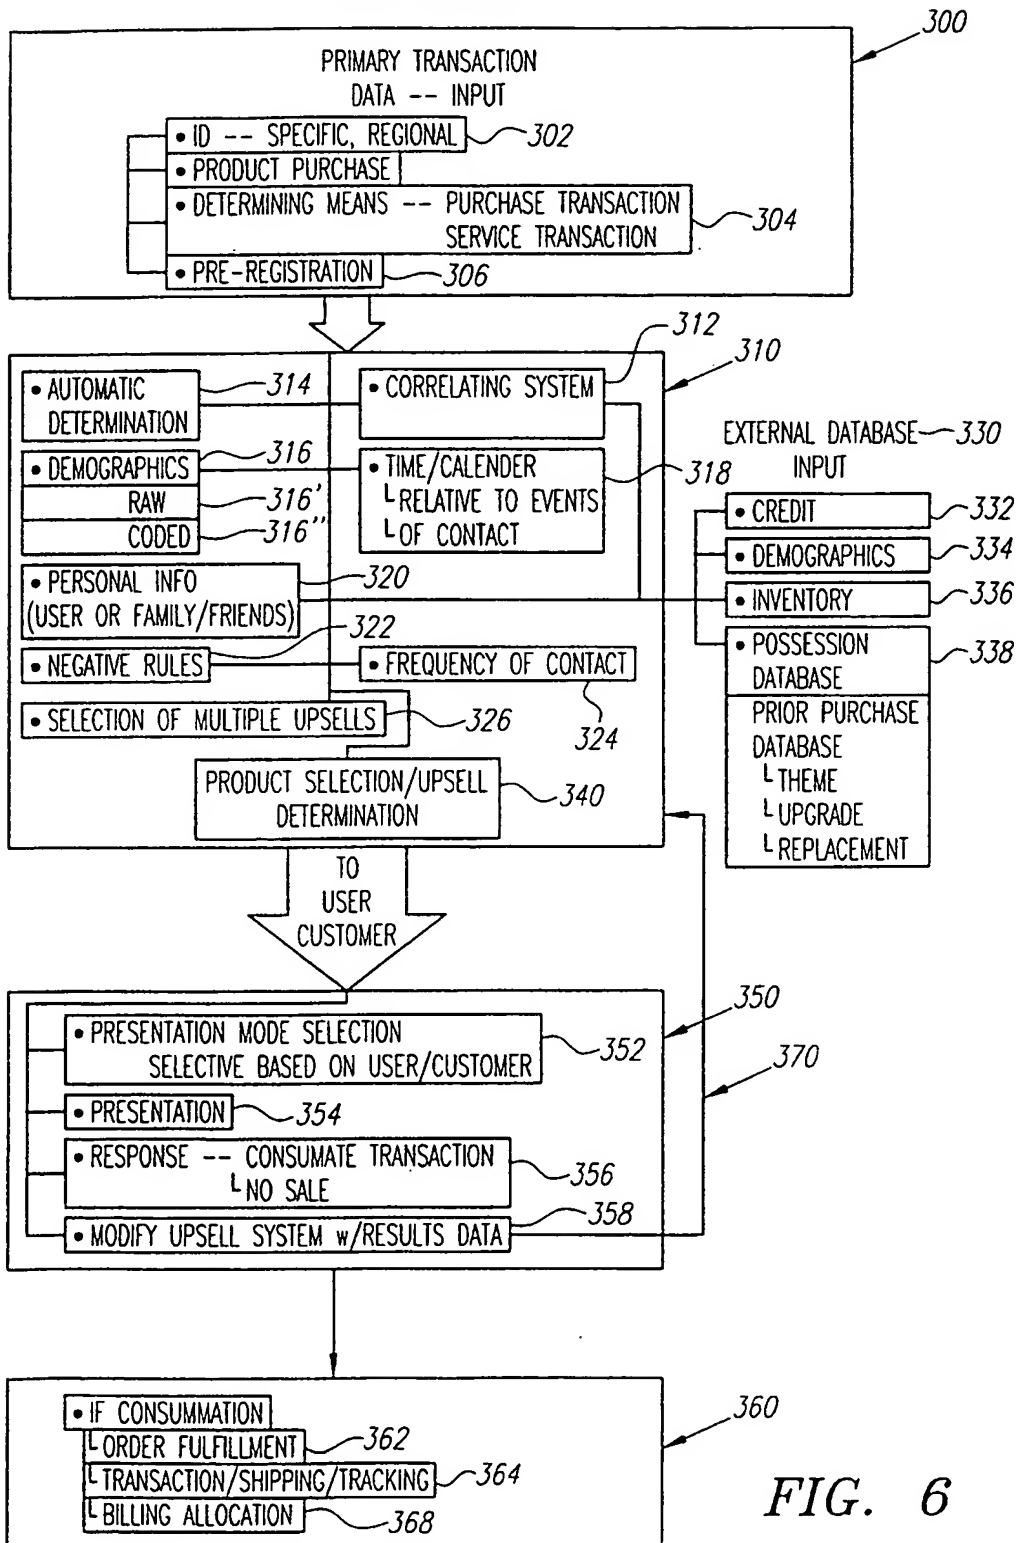 300
PRIMARY TRANSACTION
DATA -- INPUT
• ID -- SPECIFIC, REGIONAL
302
• PRODUCT PURCHASE
• DETERMINING MEANS -- PURCHASE TRANSACTION
SERVICE TRANSACTION
304
• PRE-REGISTRATION
306
312
310
• AUTOMATIC
DETERMINATION
314
• CORRELATING SYSTEM
• DEMOGRAPHICS
316
RAW
316'
CODED
316''
• TIME/CALENDER
└ RELATIVE TO EVENTS
└ OF CONTACT
318
EXTERNAL DATABASE
INPUT
330
• CREDIT
332
• DEMOGRAPHICS
334
• INVENTORY
336
• POSSESSION
DATABASE
338
PRIOR PURCHASE
DATABASE
└ THEME
└ UPGRADE
└ REPLACEMENT
• PERSONAL INFO
(USER OR FAMILY/FRIENDS)
320
322
• NEGATIVE RULES
• FREQUENCY OF CONTACT
324
• SELECTION OF MULTIPLE UPSELLS
326
PRODUCT SELECTION/UPSELL
DETERMINATION
340
TO
USER
CUSTOMER
350
370
• PRESENTATION MODE SELECTION
SELECTIVE BASED ON USER/CUSTOMER
352
• PRESENTATION
354
• RESPONSE -- CONSUMATE TRANSACTION
└ NO SALE
356
• MODIFY UPSELL SYSTEM w/RESULTS DATA
358
360
• IF CONSUMMATION
└ ORDER FULFILLMENT
362
└ TRANSACTION/SHIPPING/TRACKING
364
└ BILLING ALLOCATION
368
FIG. 6